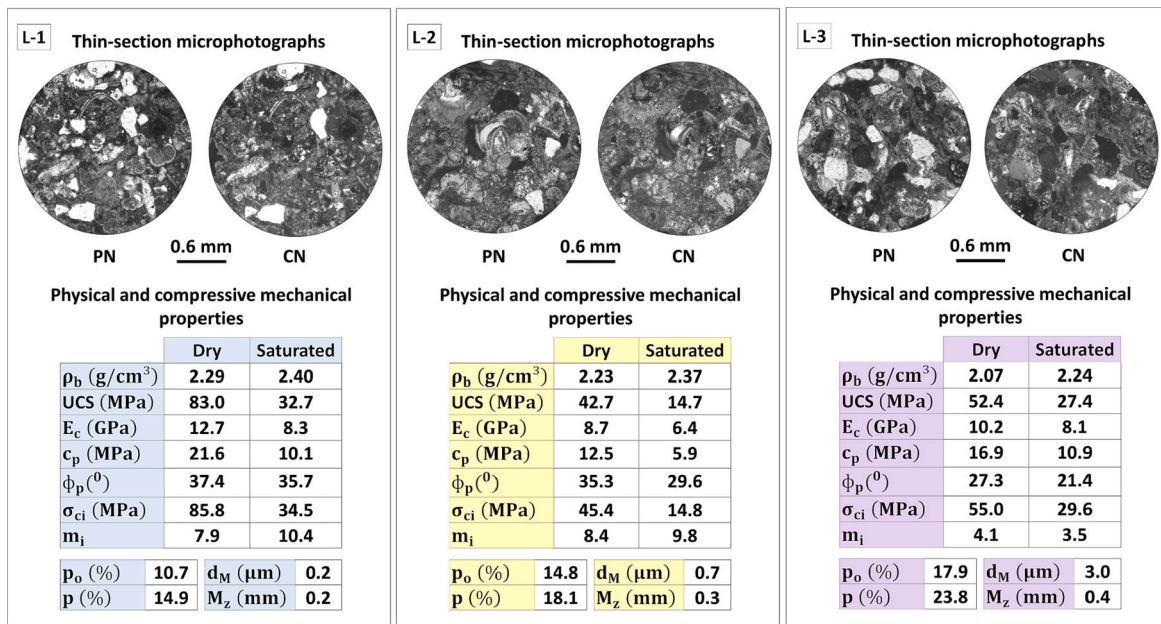 L-1
Thin-section microphotographs
PN 0.6 mm CN
Physical and compressive mechanical
properties
Dry Saturated
ρb (g/cm³) 2.29 2.40
UCS (MPa) 83.0 32.7
Ec (GPa) 12.7 8.3
cp (MPa) 21.6 10.1
ϕp(⁰) 37.4 35.7
σci (MPa) 85.8 34.5
mi 7.9 10.4
po (%) 10.7 dM (μm) 0.2
p (%) 14.9 Mz (mm) 0.2
L-2
Thin-section microphotographs
PN 0.6 mm CN
Physical and compressive mechanical
properties
Dry Saturated
ρb (g/cm³) 2.23 2.37
UCS (MPa) 42.7 14.7
Ec (GPa) 8.7 6.4
cp (MPa) 12.5 5.9
ϕp(⁰) 35.3 29.6
σci (MPa) 45.4 14.8
mi 8.4 9.8
po (%) 14.8 dM (μm) 0.7
p (%) 18.1 Mz (mm) 0.3
L-3
Thin-section microphotographs
PN 0.6 mm CN
Physical and compressive mechanical
properties
Dry Saturated
ρb (g/cm³) 2.07 2.24
UCS (MPa) 52.4 27.4
Ec (GPa) 10.2 8.1
cp (MPa) 16.9 10.9
ϕp(⁰) 27.3 21.4
σci (MPa) 55.0 29.6
mi 4.1 3.5
po (%) 17.9 dM (μm) 3.0
p (%) 23.8 Mz (mm) 0.4